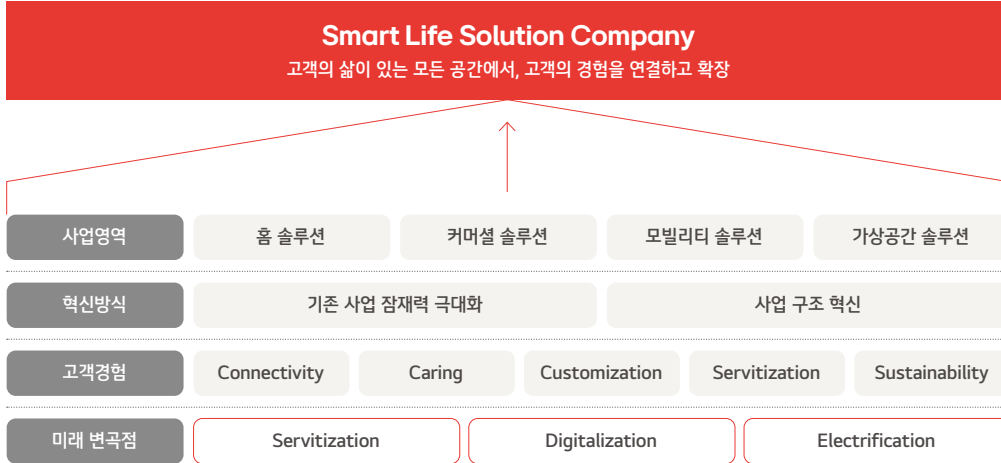 Smart Life Solution Company
고객의 삶이 있는 모든 공간에서, 고객의 경험을 연결하고 확장
사업영역 홈 솔루션 커머셜 솔루션 모빌리티 솔루션 가상공간 솔루션
혁신방식 기존 사업 잠재력 극대화 사업 구조 혁신
고객경험 Connectivity Caring Customization Servitization Sustainability
미래 변곡점 Servitization Digitalization Electrification